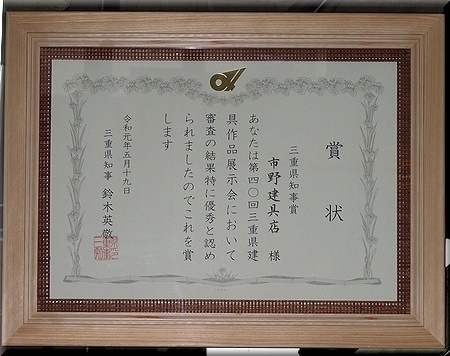 賞状
三重県知事賞
市野建具店 様
あなたは第四〇回三重県建
具作品展示会において
審査の結果特に優秀と認め
られましたのでこれを賞
します
令和元年五月十九日
三重県知事 鈴木英敬